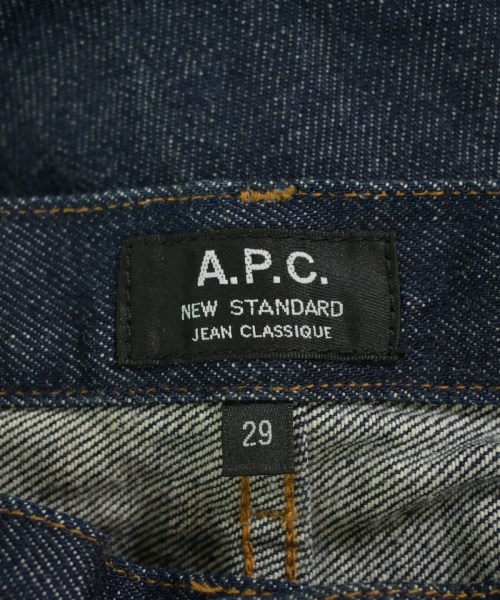 A.P.C.
NEW STANDARD
JEAN CLASSIQUE
29